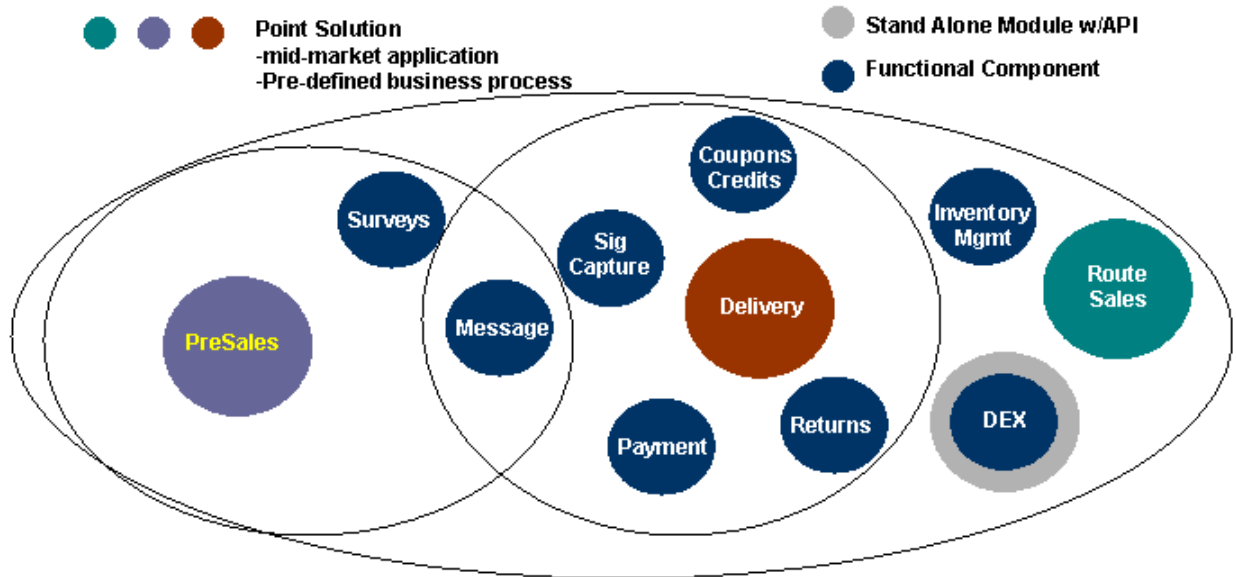 Point Solution
-mid-market application
-Pre-defined business process
Stand Alone Module w/API
Functional Component
Coupons
Credits
Surveys
Inventory
Mgmt
Sig
Capture
Route
Sales
Delivery
Message
PreSales
DEX
Returns
Payment